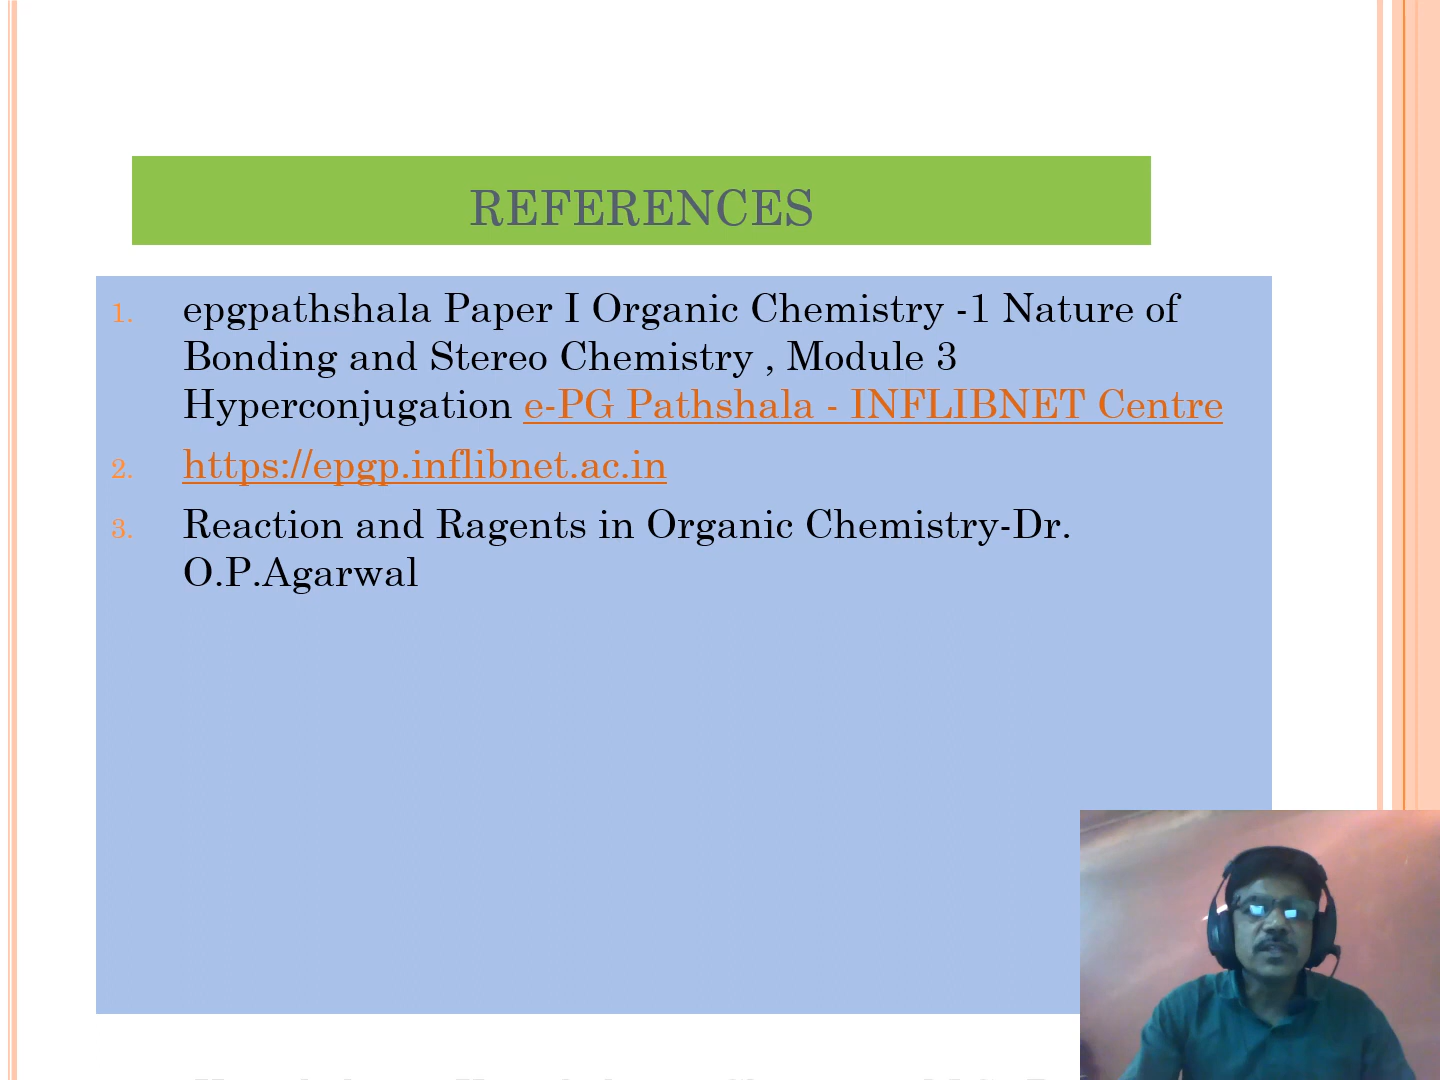 REFERENCES
1. epgpathshala Paper I Organic Chemistry -1 Nature of
Bonding and Stereo Chemistry , Module 3
Hyperconjugation e-PG Pathshala - INFLIBNET Centre
2. https://epgp.inflibnet.ac.in
3. Reaction and Ragents in Organic Chemistry-Dr.
O.P.Agarwal